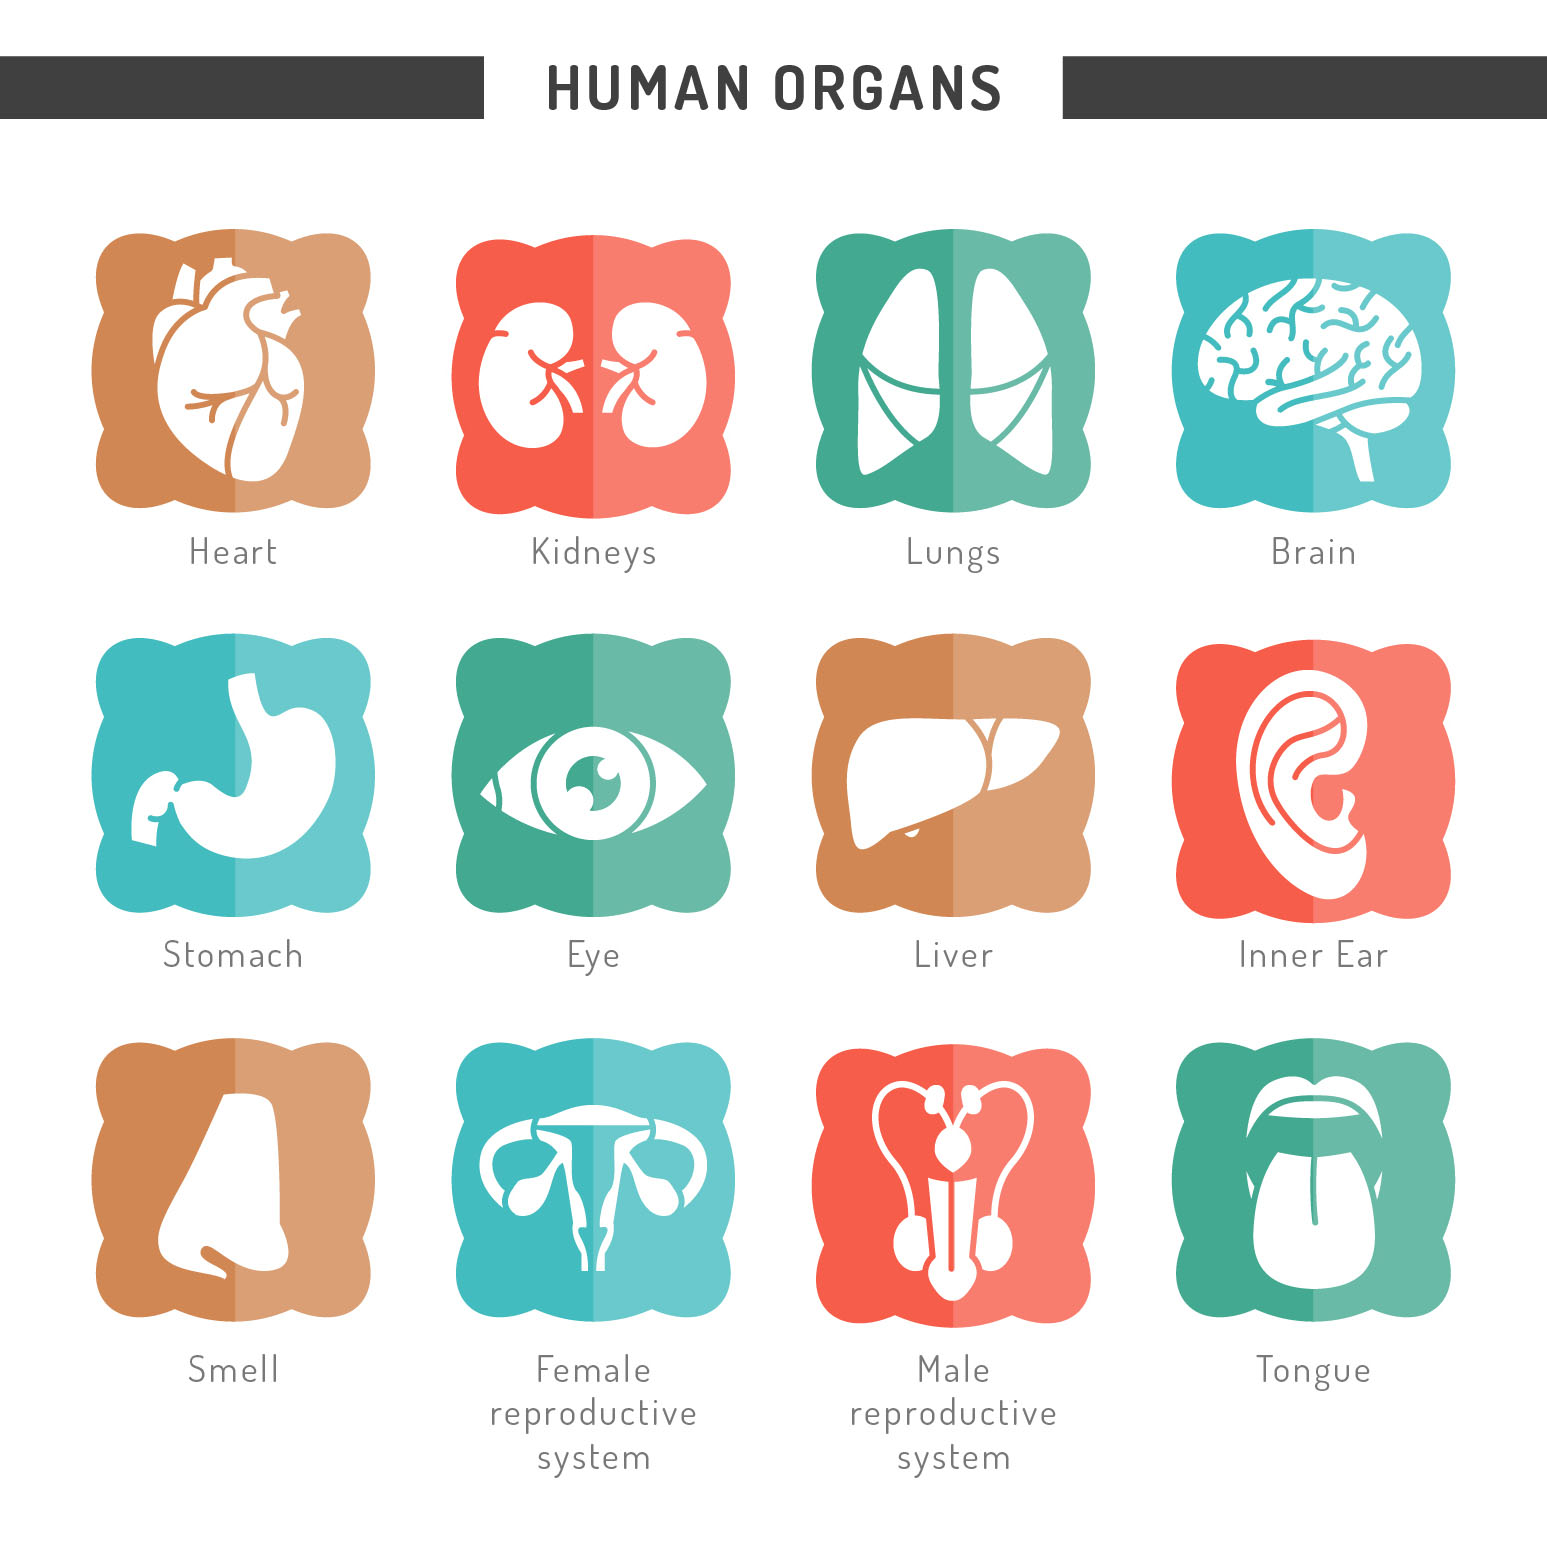 HUMAN ORGANS
Heart
Kidneys
Lungs
Brain
Stomach
Eye
Liver
Inner Ear
Smell
Female
reproductive
system
Male
reproductive
system
Tongue